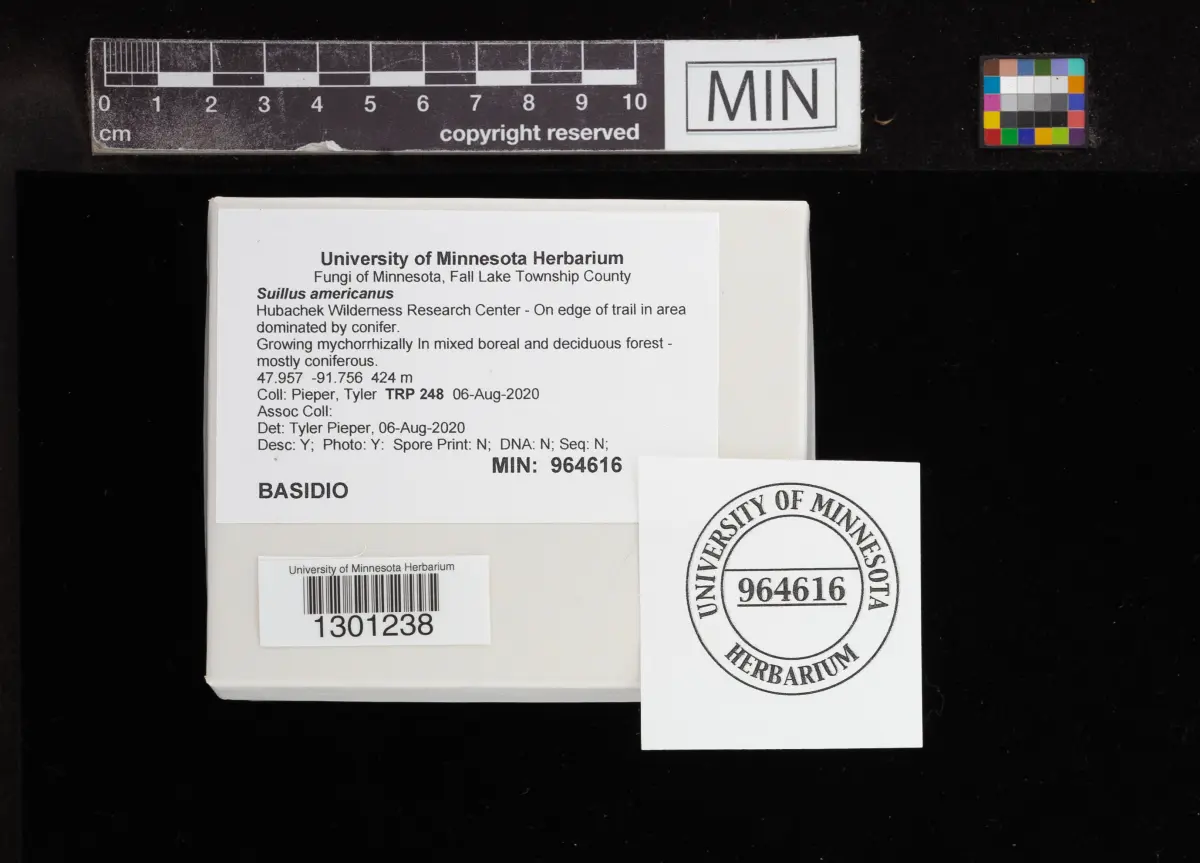 0 1 2 3 4 5 6 7 8 9 10
cm copyright reserved
MIN
University of Minnesota Herbarium
Fungi of Minnesota, Fall Lake Township County
Suillus americanus
Hubachek Wilderness Research Center - On edge of trail in area
dominated by conifer.
Growing mychorrhizally In mixed boreal and deciduous forest -
mostly coniferous.
47.957 -91.756 424 m
Coll: Pieper, Tyler TRP 248 06-Aug-2020
Assoc Coll:
Det: Tyler Pieper, 06-Aug-2020
Desc: Y; Photo: Y: Spore Print: N; DNA: N; Seq: N;
MIN: 964616
BASIDIO
University of Minnesota Herbarium
1301238
UNIVERSITY OF MINNESOTA
964616
HERBARIUM